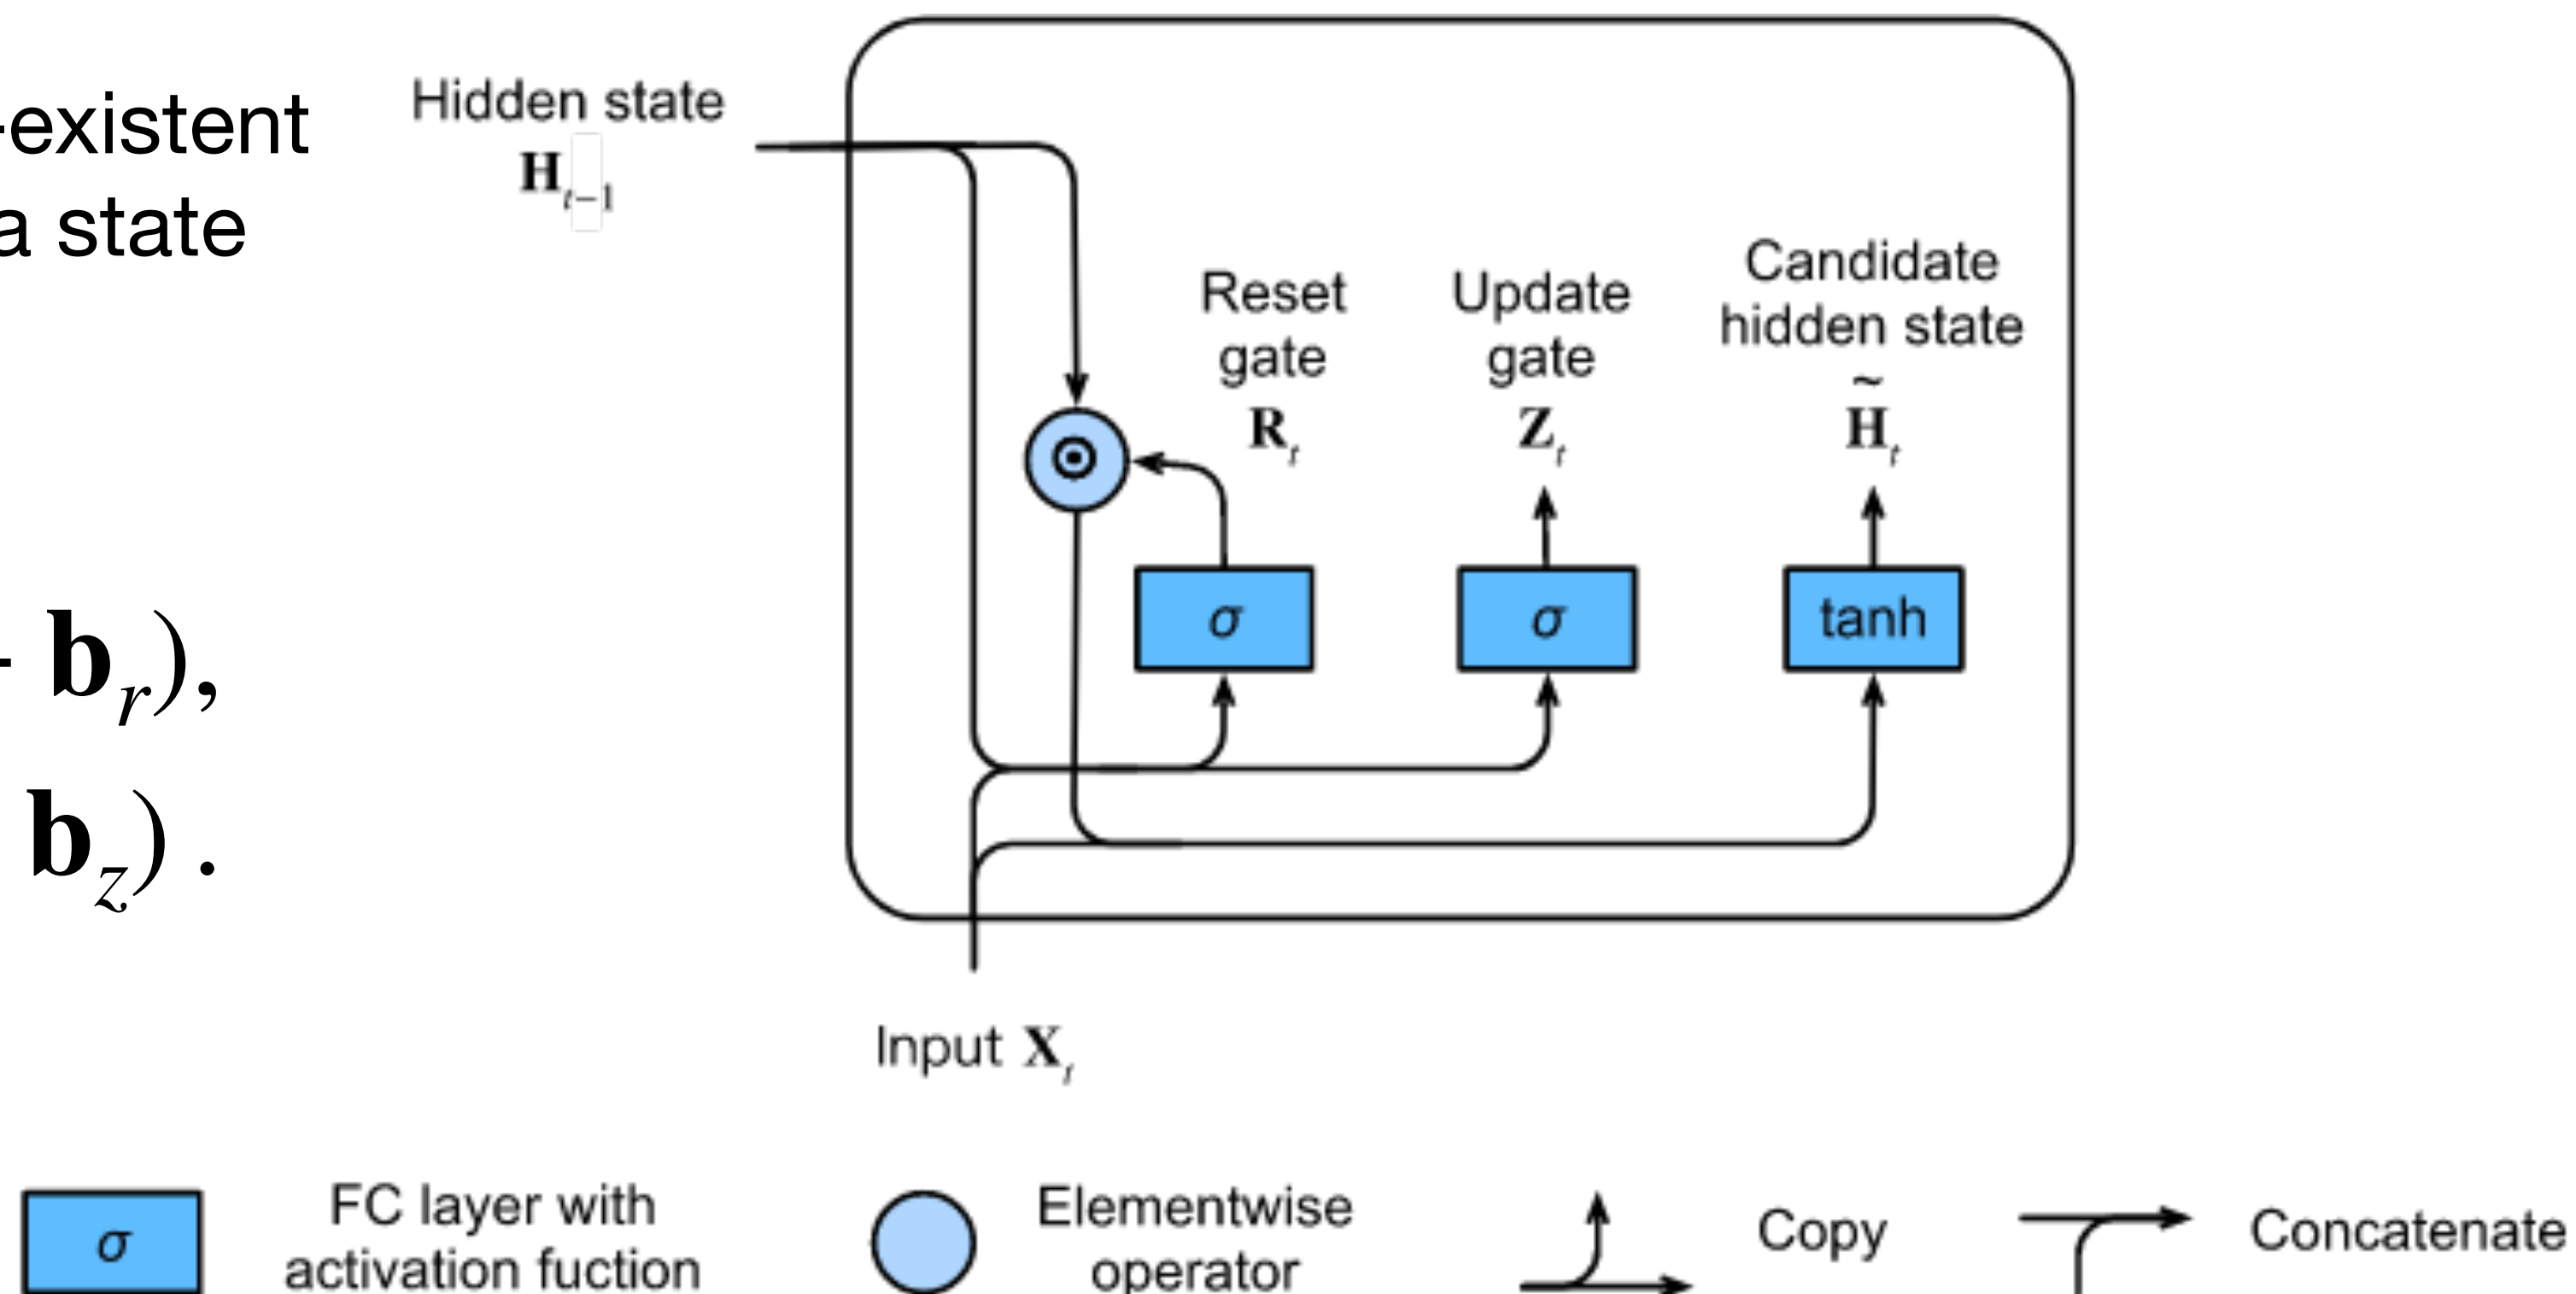 -existent
a state
- 𝐛_r),
𝐛_z) .
Hidden state
𝐇_{t−1}
Reset
gate
𝐑_t
Update
gate
𝐙_t
Candidate
hidden state
𝐇̃_t
⊙
σ
σ
tanh
Input 𝐗_t
σ
FC layer with
activation fuction
Elementwise
operator
Copy
Concatenate